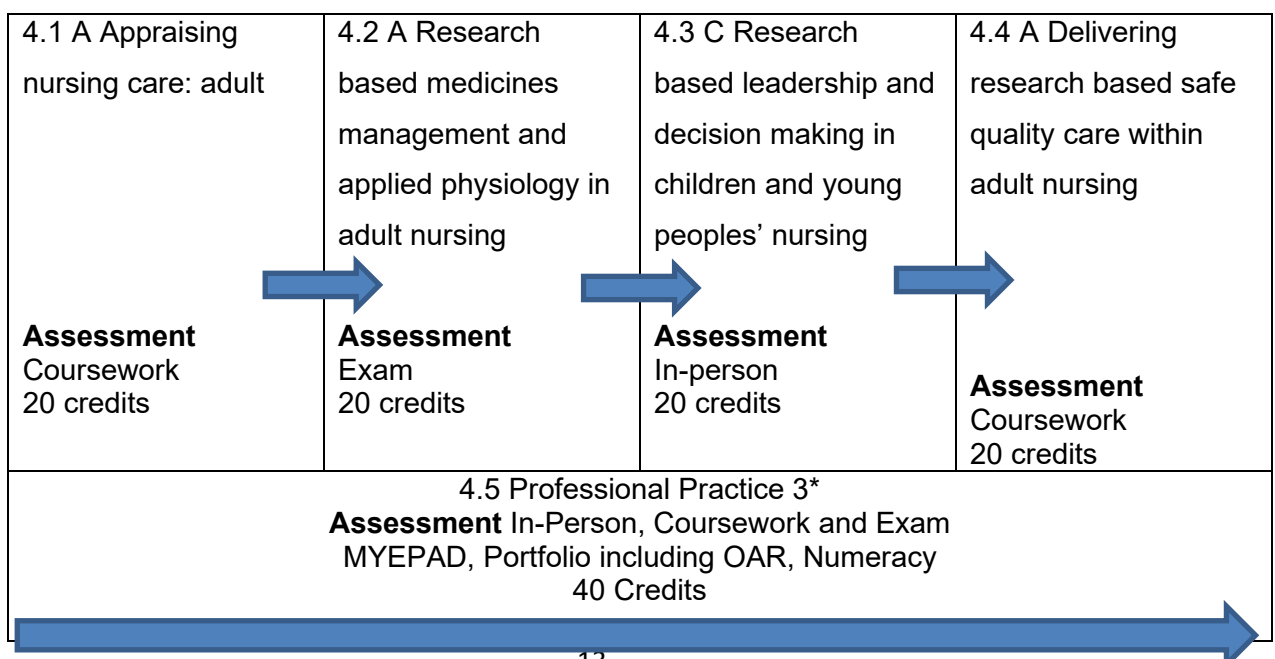 4.1 A Appraising
nursing care: adult
Assessment
Coursework
20 credits
4.2 A Research
based medicines
management and
applied physiology in
adult nursing
Assessment
Exam
20 credits
4.3 C Research
based leadership and
decision making in
children and young
peoples’ nursing
Assessment
In-person
20 credits
4.4 A Delivering
research based safe
quality care within
adult nursing
Assessment
Coursework
20 credits
4.5 Professional Practice 3*
Assessment In-Person, Coursework and Exam
MYEPAD, Portfolio including OAR, Numeracy
40 Credits